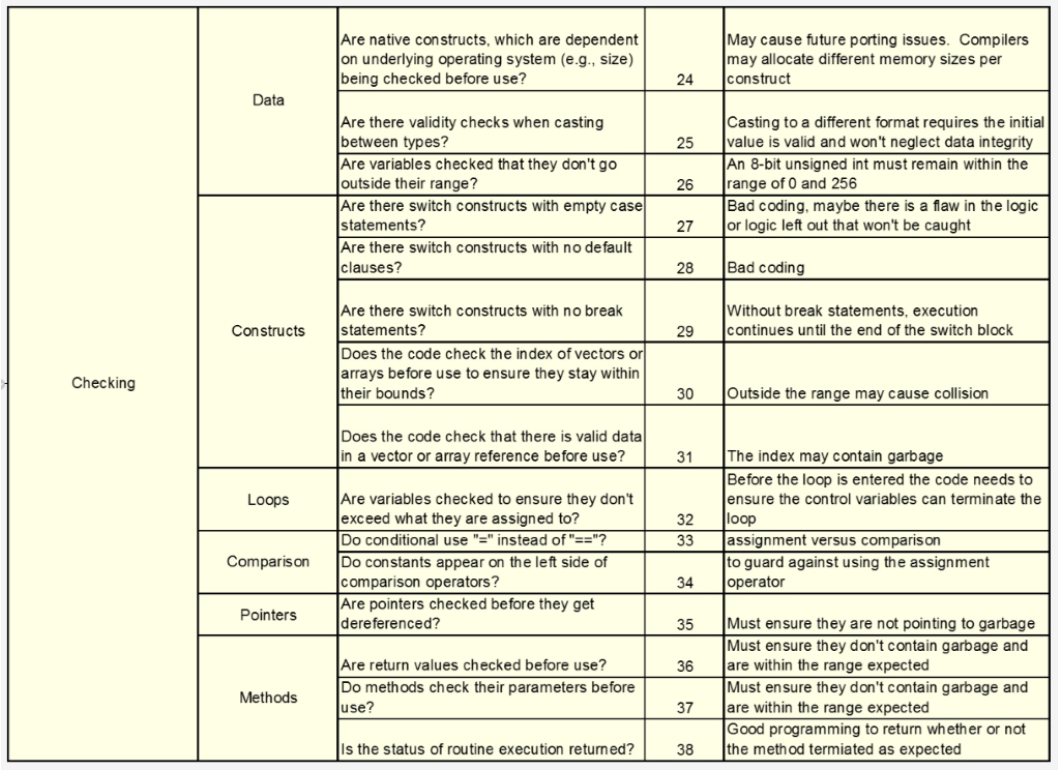 Checking
Data
Are native constructs, which are dependent
on underlying operating system (e.g., size)
being checked before use?
24
May cause future porting issues.  Compilers
may allocate different memory sizes per
construct
Are there validity checks when casting
between types?
25
Casting to a different format requires the initial
value is valid and won't neglect data integrity
Are variables checked that they don't go
outside their range?
26
An 8-bit unsigned int must remain within the
range of 0 and 256
Constructs
Are there switch constructs with empty case
statements?
27
Bad coding, maybe there is a flaw in the logic
or logic left out that won't be caught
Are there switch constructs with no default
clauses?
28
Bad coding
Are there switch constructs with no break
statements?
29
Without break statements, execution
continues until the end of the switch block
Does the code check the index of vectors or
arrays before use to ensure they stay within
their bounds?
30
Outside the range may cause collision
Does the code check that there is valid data
in a vector or array reference before use?
31
The index may contain garbage
Loops
Are variables checked to ensure they don't
exceed what they are assigned to?
32
Before the loop is entered the code needs to
ensure the control variables can terminate the
loop
Comparison
Do conditional use "=" instead of "=="?
33
assignment versus comparison
Do constants appear on the left side of
comparison operators?
34
to guard against using the assignment
operator
Pointers
Are pointers checked before they get
dereferenced?
35
Must ensure they are not pointing to garbage
Methods
Are return values checked before use?
36
Must ensure they don't contain garbage and
are within the range expected
Do methods check their parameters before
use?
37
Must ensure they don't contain garbage and
are within the range expected
Is the status of routine execution returned?
38
Good programming to return whether or not
the method termiated as expected